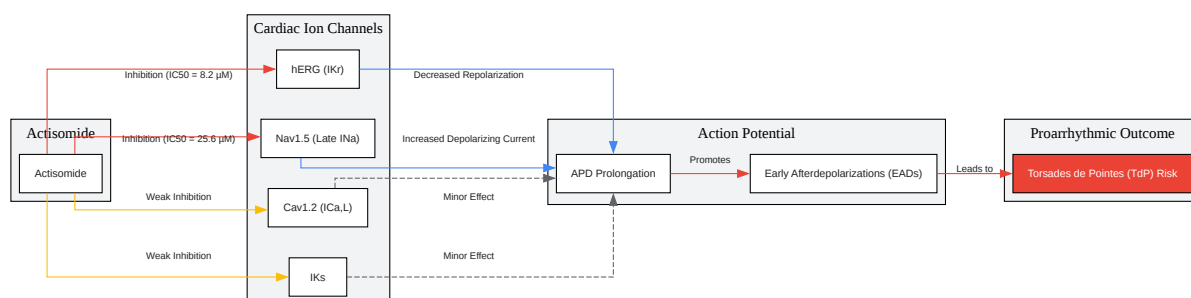 Cardiac Ion Channels
hERG (IKr)
Inhibition (IC50 = 8.2 µM)
Decreased Repolarization
Actisomide
Inhibition (IC50 = 25.6 µM)
Nav1.5 (Late INa)
Increased Depolarizing Current
Action Potential
Proarrhythmic Outcome
Actisomide
APD Prolongation
Promotes
Early Afterdepolarizations (EADs)
Leads to
Torsades de Pointes (TdP) Risk
Weak Inhibition
Cav1.2 (ICa,L)
Minor Effect
Weak Inhibition
IKs
Minor Effect